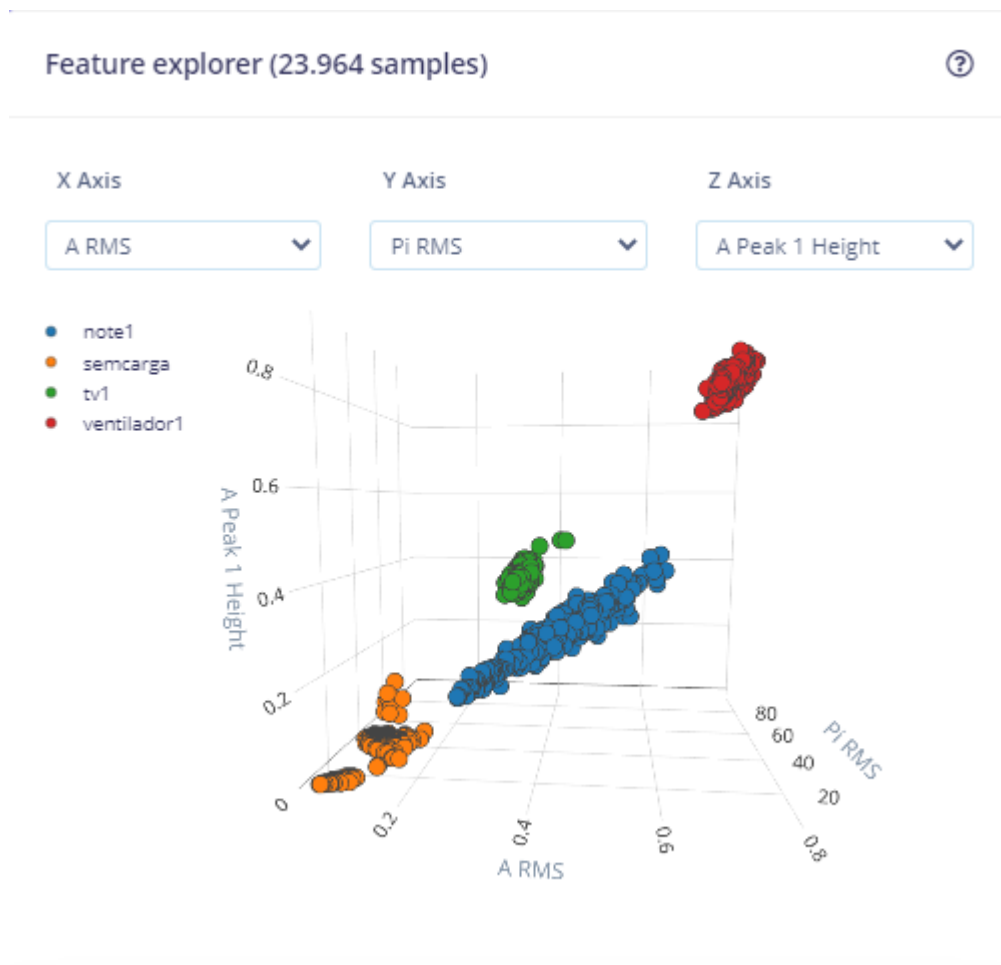 Feature explorer (23.964 samples)
X Axis
Y Axis
Z Axis
A RMS
Pi RMS
A Peak 1 Height
note1
semcarga
tv1
ventilador1
0.8
0.6
0.4
0.2
0
A Peak 1 Height
0.2
0.4
0.6
0.8
A RMS
80
60
40
20
Pi RMS